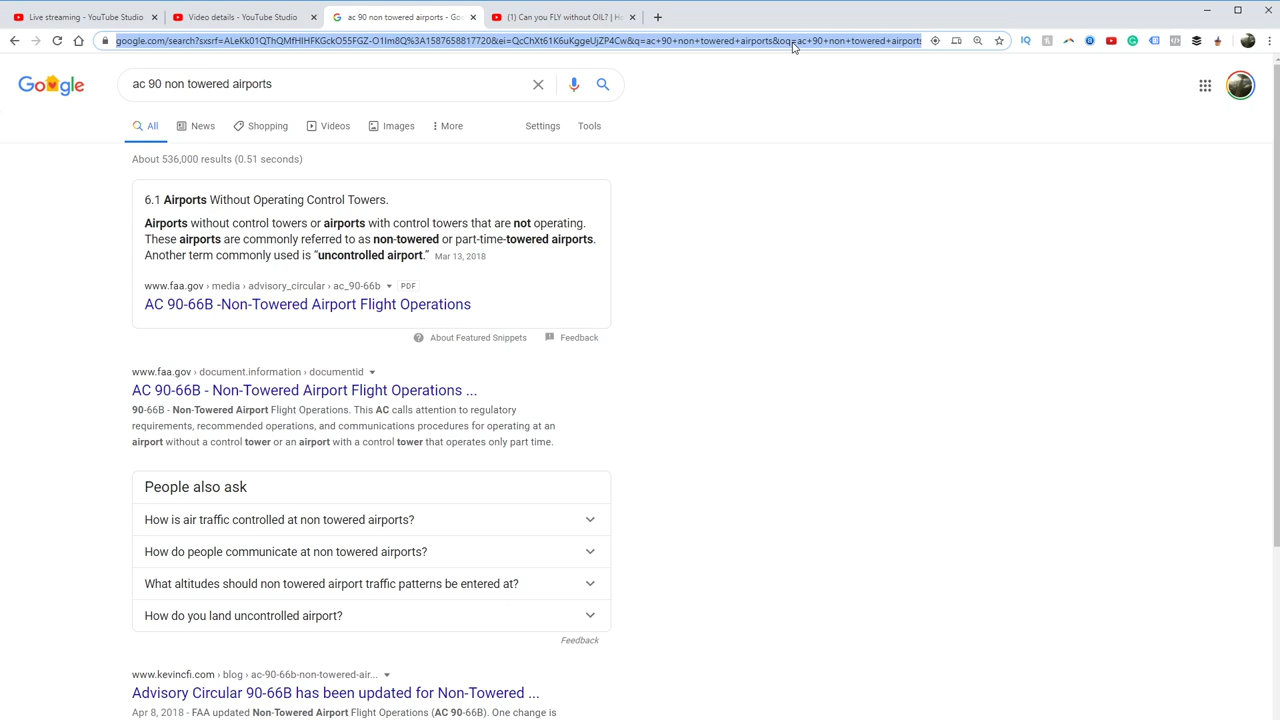 Live streaming - YouTube Studio
Video details - YouTube Studio
ac 90 non towered airports - Goo
(1) Can you FLY without OIL? | Ho
google.com/search?sxsrf=ALeKk01QThQMfHIHFKGckO55FGZ-O1Im8Q%3A1587658817720&ei=QcChXt61K6uKggeUjZP4Cw&q=ac+90+non+towered+airports&oq=ac+90+non+towered+airports
Google
ac 90 non towered airports
All
News
Shopping
Videos
Images
More
Settings
Tools
About 536,000 results (0.51 seconds)
6.1 Airports Without Operating Control Towers.
Airports without control towers or airports with control towers that are not operating.
These airports are commonly referred to as non-towered or part-time-towered airports.
Another term commonly used is “uncontrolled airport.” Mar 13, 2018
www.faa.gov › media › advisory_circular › ac_90-66b PDF
AC 90-66B -Non-Towered Airport Flight Operations
About Featured Snippets
Feedback
www.faa.gov › document.information › documentid
AC 90-66B - Non-Towered Airport Flight Operations ...
90-66B - Non-Towered Airport Flight Operations. This AC calls attention to regulatory
requirements, recommended operations, and communications procedures for operating at an
airport without a control tower or an airport with a control tower that operates only part time.
People also ask
How is air traffic controlled at non towered airports?
How do people communicate at non towered airports?
What altitudes should non towered airport traffic patterns be entered at?
How do you land uncontrolled airport?
Feedback
www.kevincfi.com › blog › ac-90-66b-non-towered-air...
Advisory Circular 90-66B has been updated for Non-Towered ...
Apr 8, 2018 - FAA updated Non-Towered Airport Flight Operations (AC 90-66B). One change is